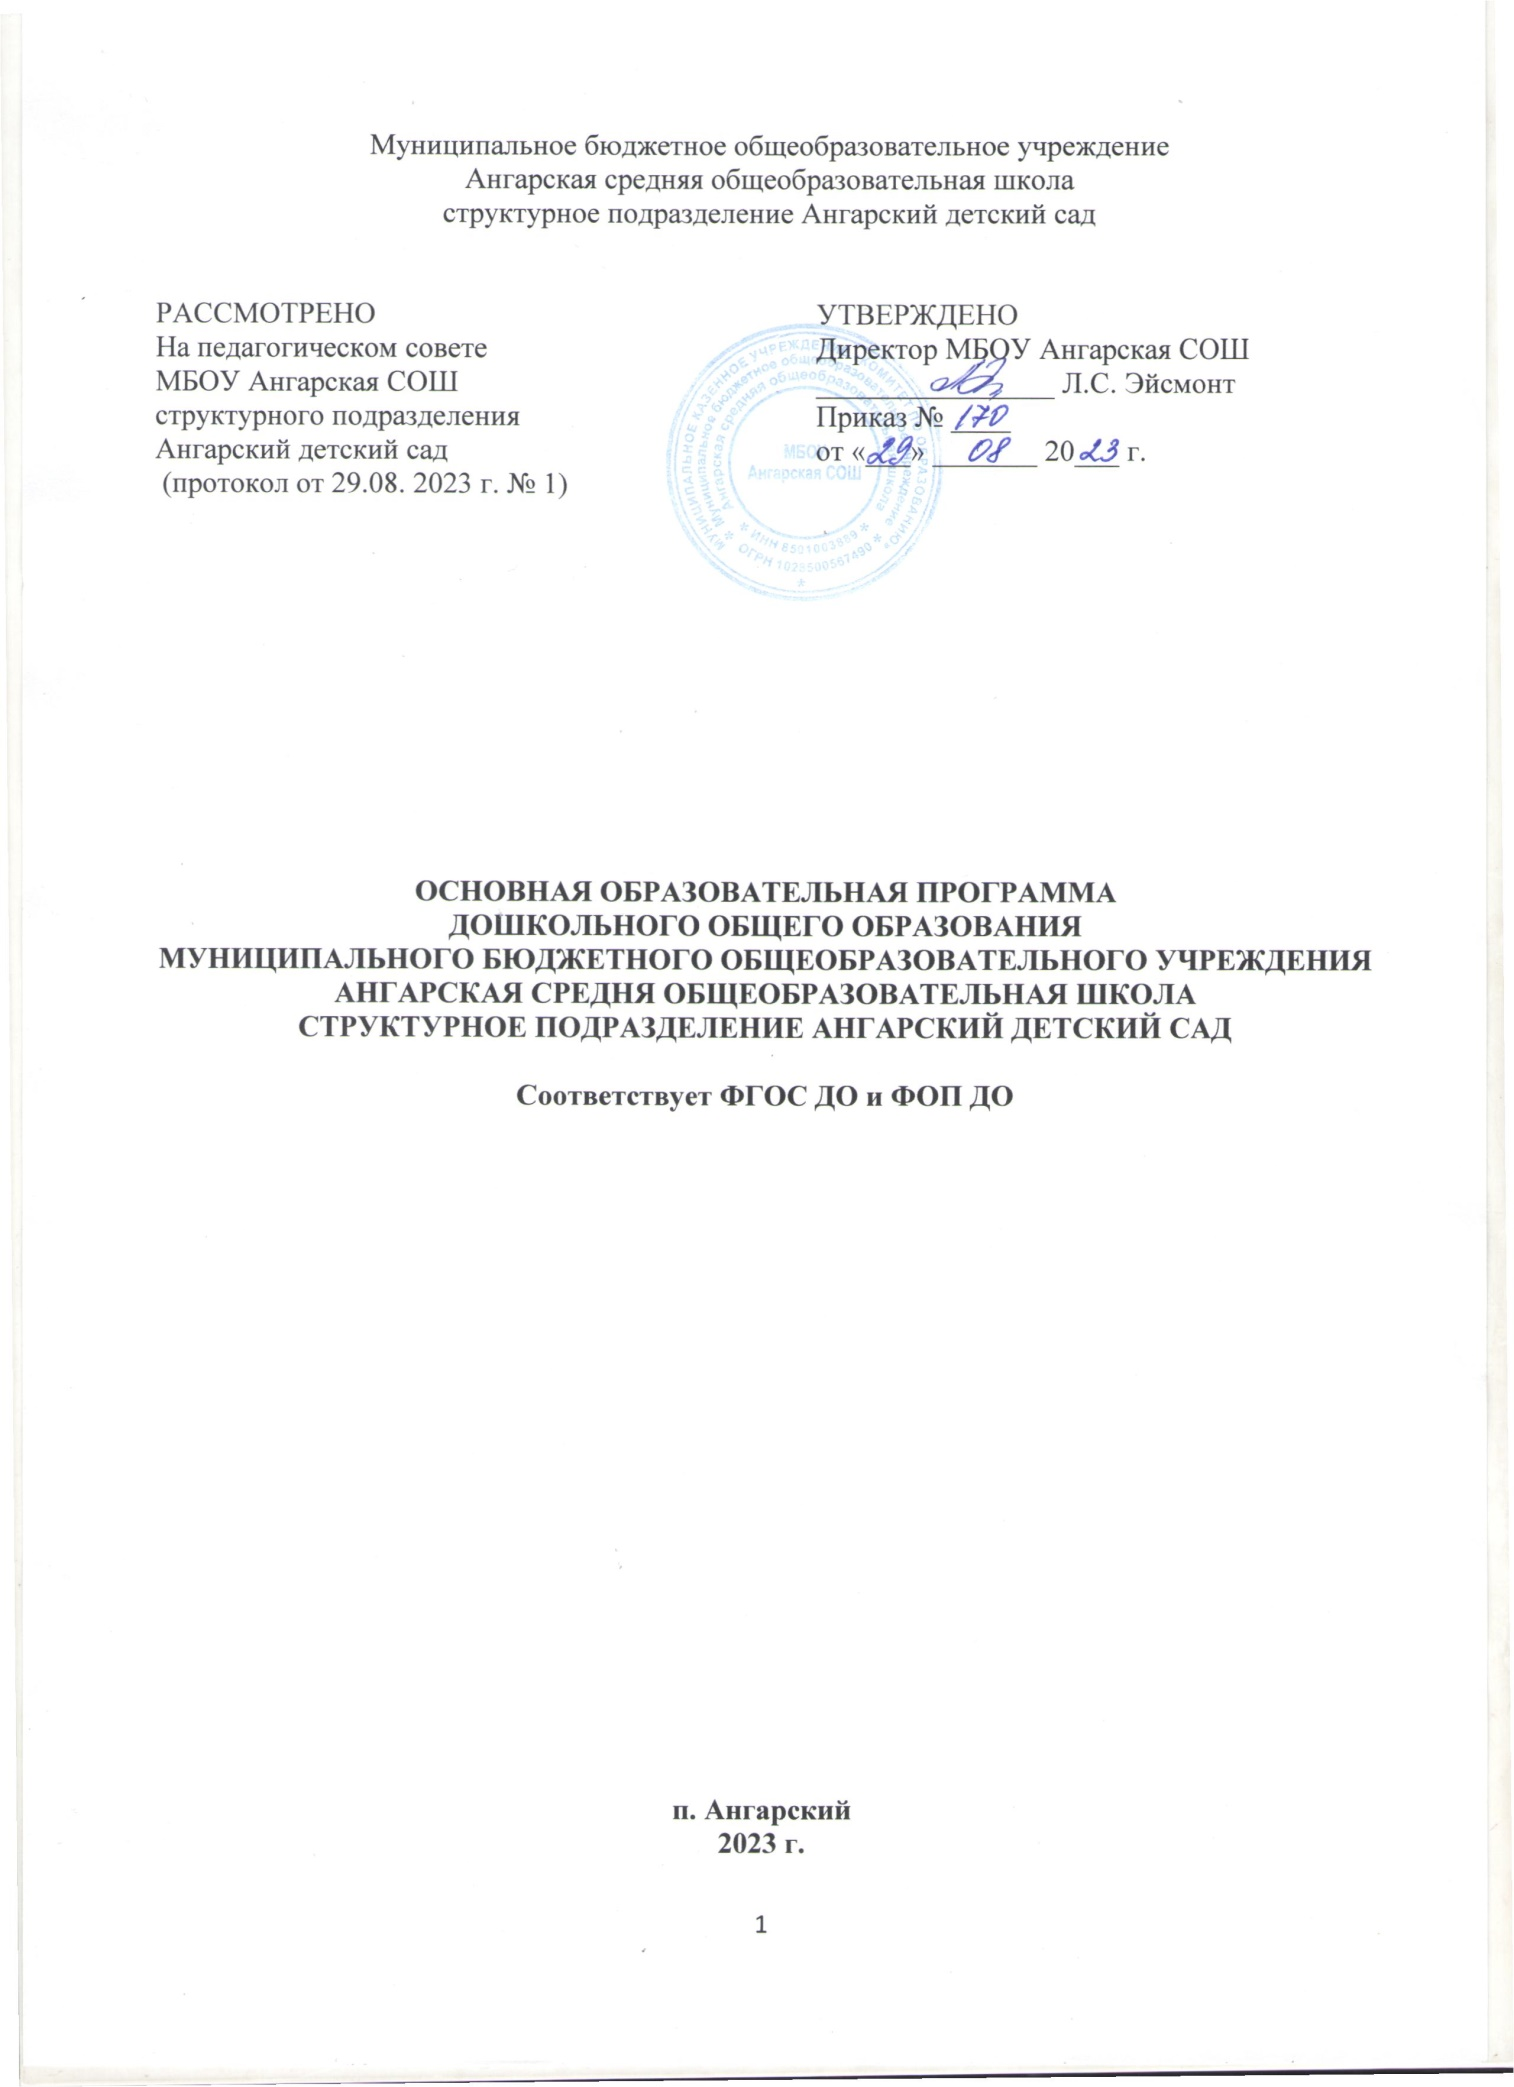 Муниципальное бюджетное общеобразовательное учреждение
Ангарская средняя общеобразовательная школа
структурное подразделение Ангарский детский сад
РАССМОТРЕНО
На педагогическом совете
МБОУ Ангарская СОШ
структурного подразделения
Ангарский детский сад
(протокол от 29.08. 2023 г. № 1)
УТВЕРЖДЕНО
Директор МБОУ Ангарская СОШ
______________ Л.С. Эйсмонт
Приказ № 170
от «29» 08 2023 г.
МБОУ
Ангарская СОШ
ОСНОВНАЯ ОБРАЗОВАТЕЛЬНАЯ ПРОГРАММА
ДОШКОЛЬНОГО ОБЩЕГО ОБРАЗОВАНИЯ
МУНИЦИПАЛЬНОГО БЮДЖЕТНОГО ОБЩЕОБРАЗОВАТЕЛЬНОГО УЧРЕЖДЕНИЯ
АНГАРСКАЯ СРЕДНЯ ОБЩЕОБРАЗОВАТЕЛЬНАЯ ШКОЛА
СТРУКТУРНОЕ ПОДРАЗДЕЛЕНИЕ АНГАРСКИЙ ДЕТСКИЙ САД
Соответствует ФГОС ДО и ФОП ДО
п. Ангарский
2023 г.
1